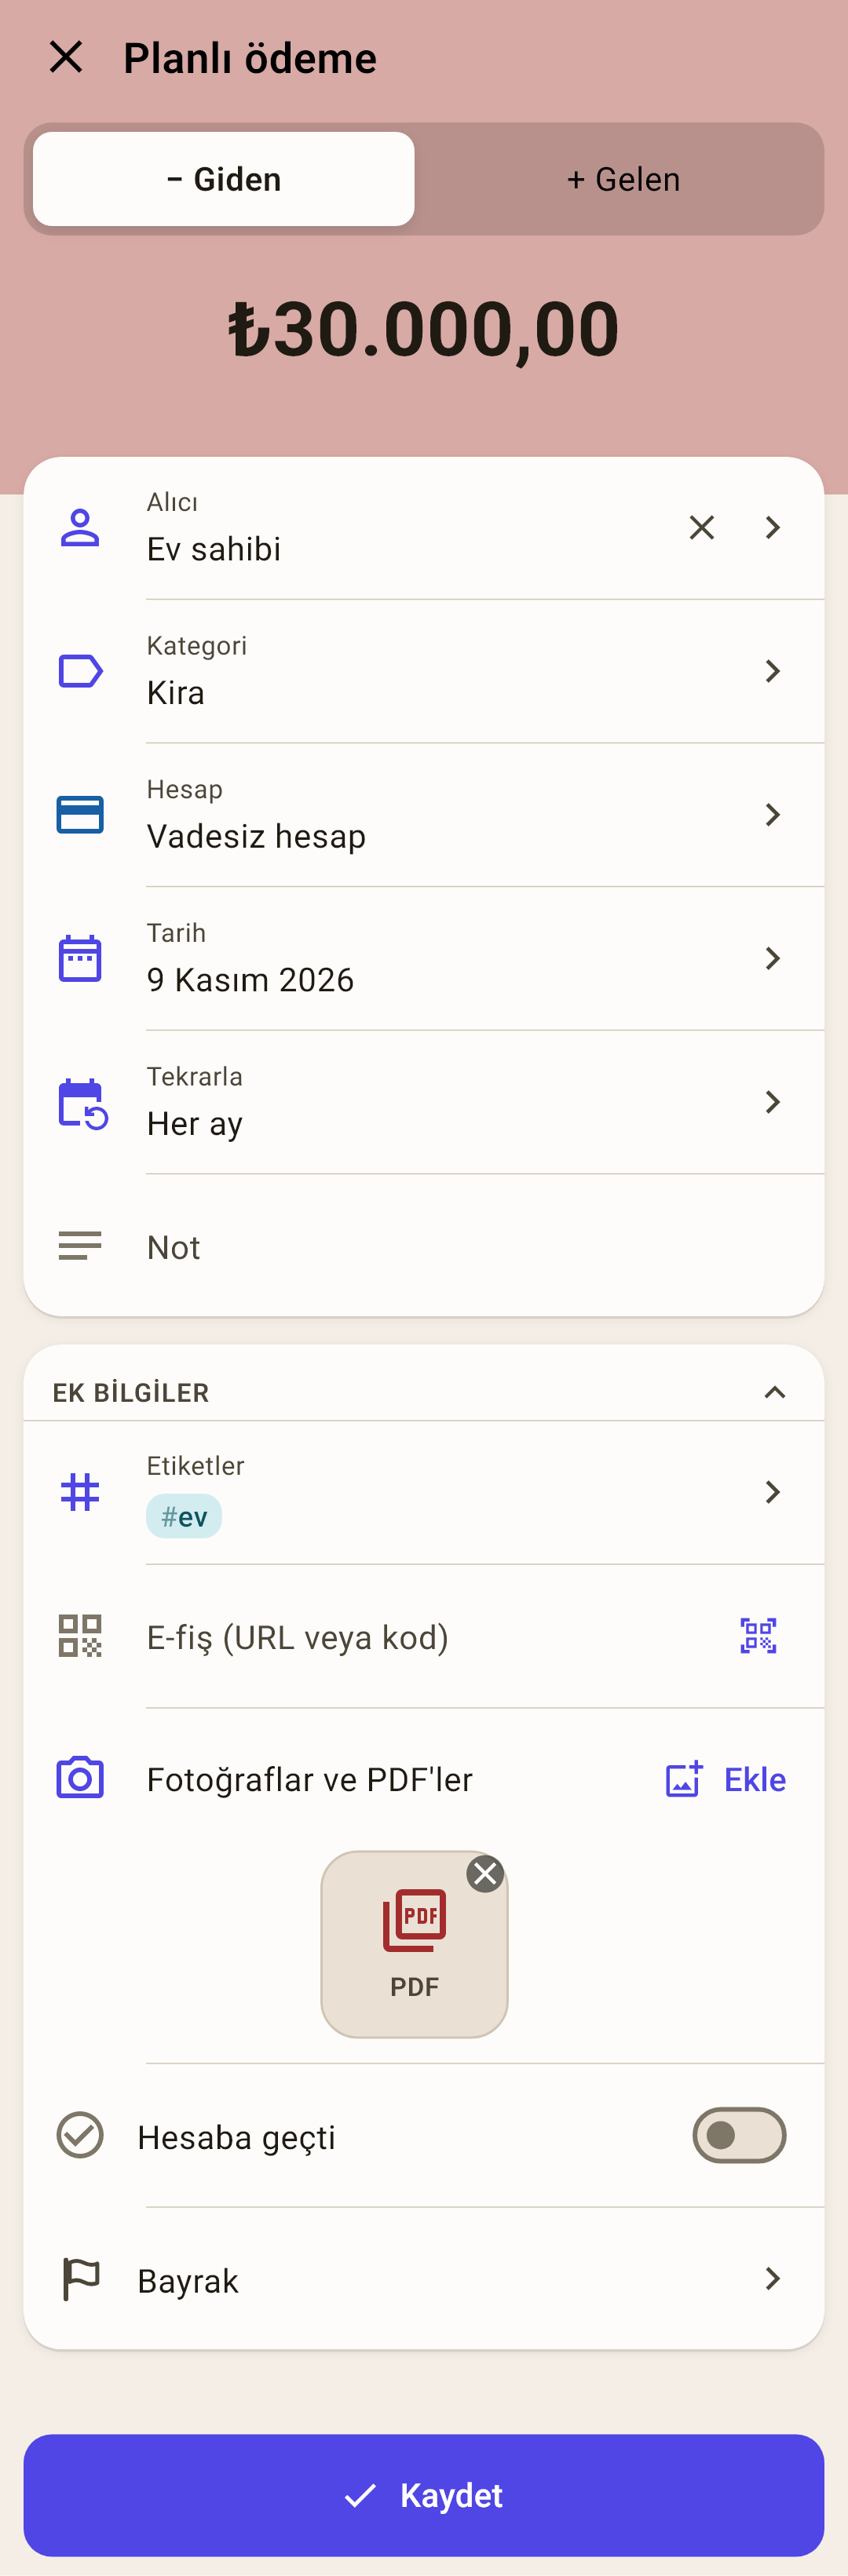 Planlı ödeme
− Giden
+ Gelen
₺30.000,00
Alıcı
Ev sahibi
Kategori
Kira
Hesap
Vadesiz hesap
Tarih
9 Kasım 2026
Tekrarla
Her ay
Not
EK BİLGİLER
Etiketler
#ev
E-fiş (URL veya kod)
Fotoğraflar ve PDF'ler
Ekle
PDF
PDF
Hesaba geçti
Bayrak
Kaydet